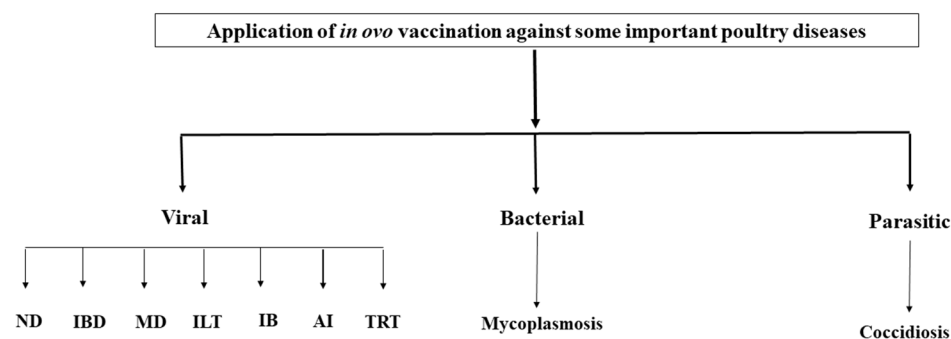 Application of in ovo vaccination against some important poultry diseases
Viral
Bacterial
Parasitic
ND IBD MD ILT IB AI TRT
Mycoplasmosis
Coccidiosis